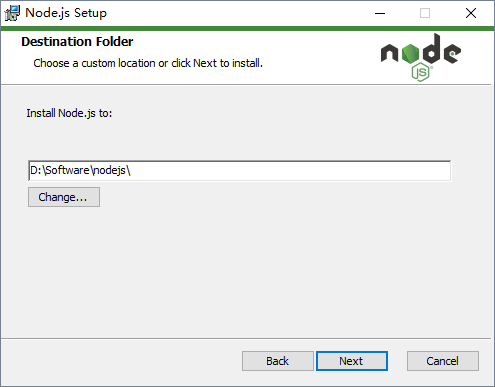 Node.js Setup
Destination Folder
Choose a custom location or click Next to install.
node
JS
Install Node.js to:
D:\Software\nodejs\
Change...
Back
Next
Cancel